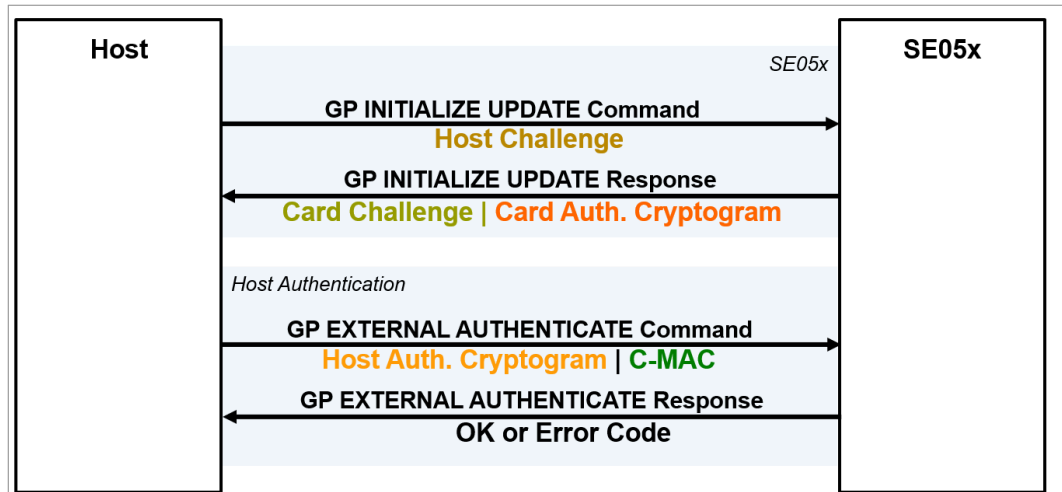 Host
SE05x
SE05x
GP INITIALIZE UPDATE Command
Host Challenge
GP INITIALIZE UPDATE Response
Card Challenge | Card Auth. Cryptogram
Host Authentication
GP EXTERNAL AUTHENTICATE Command
Host Auth. Cryptogram | C-MAC
GP EXTERNAL AUTHENTICATE Response
OK or Error Code